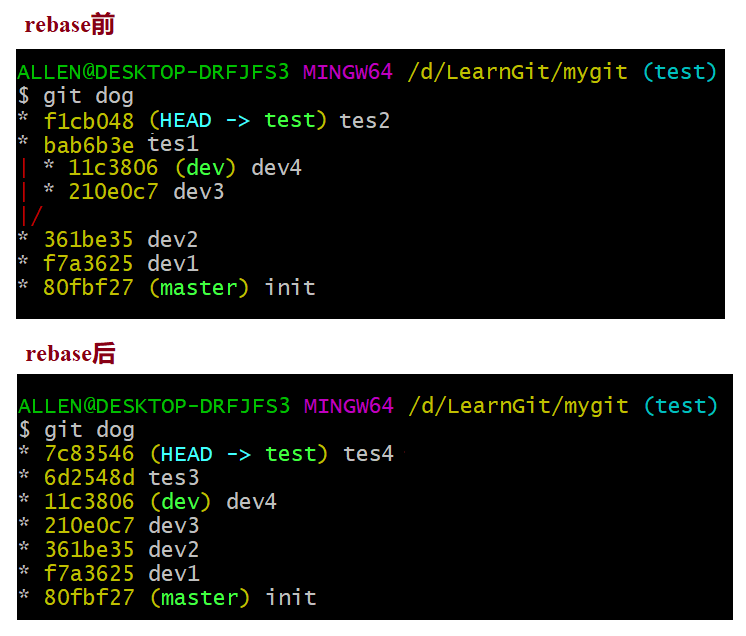 rebase前
ALLEN@DESKTOP-DRFJFS3 MINGW64 /d/LearnGit/mygit (test)
$ git dog
* f1cb048 (HEAD -> test) tes2
* bab6b3e tes1
| * 11c3806 (dev) dev4
| * 210e0c7 dev3
|/
* 361be35 dev2
* f7a3625 dev1
* 80fbf27 (master) init
rebase后
ALLEN@DESKTOP-DRFJFS3 MINGW64 /d/LearnGit/mygit (test)
$ git dog
* 7c83546 (HEAD -> test) tes4
* 6d2548d tes3
* 11c3806 (dev) dev4
* 210e0c7 dev3
* 361be35 dev2
* f7a3625 dev1
* 80fbf27 (master) init